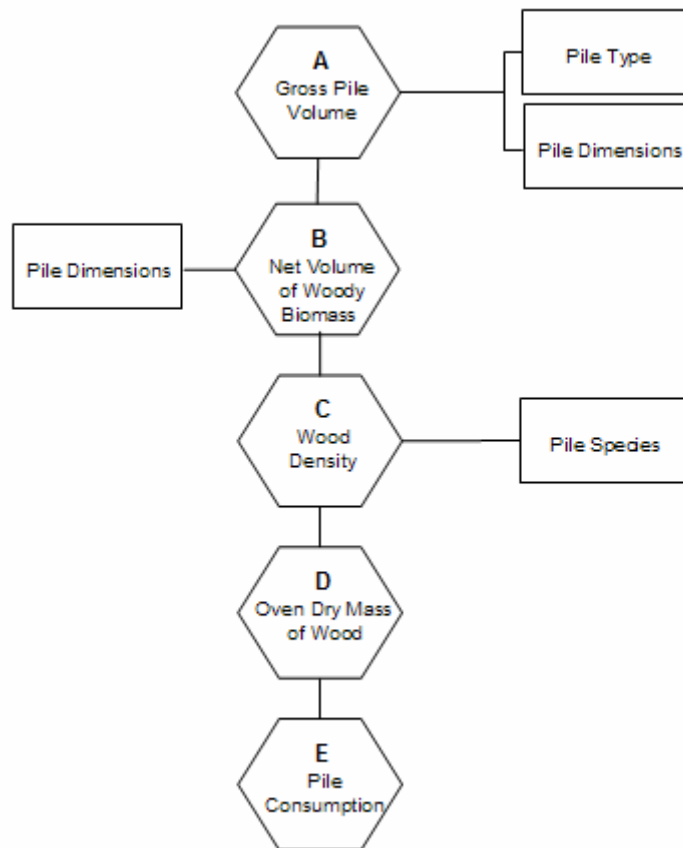 A
Gross Pile
Volume
Pile Type
Pile Dimensions
Pile Dimensions
B
Net Volume
of Woody
Biomass
C
Wood
Density
Pile Species
D
Oven Dry Mass
of Wood
E
Pile
Consumption